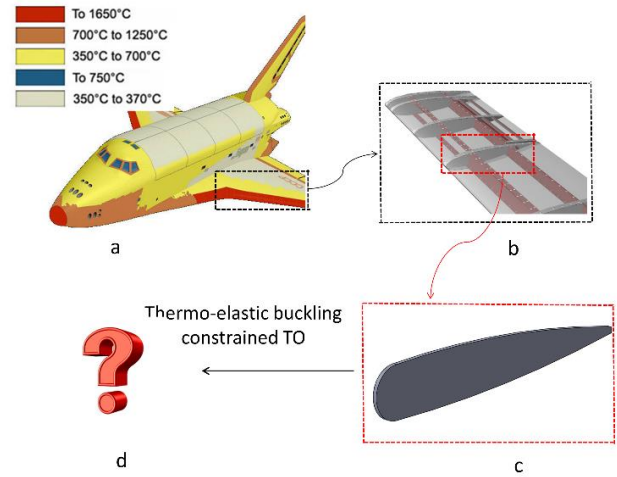 To 1650°C
700°C to 1250°C
350°C to 700°C
To 750°C
350°C to 370°C
a
b
Thermo-elastic buckling
constrained TO
d
c